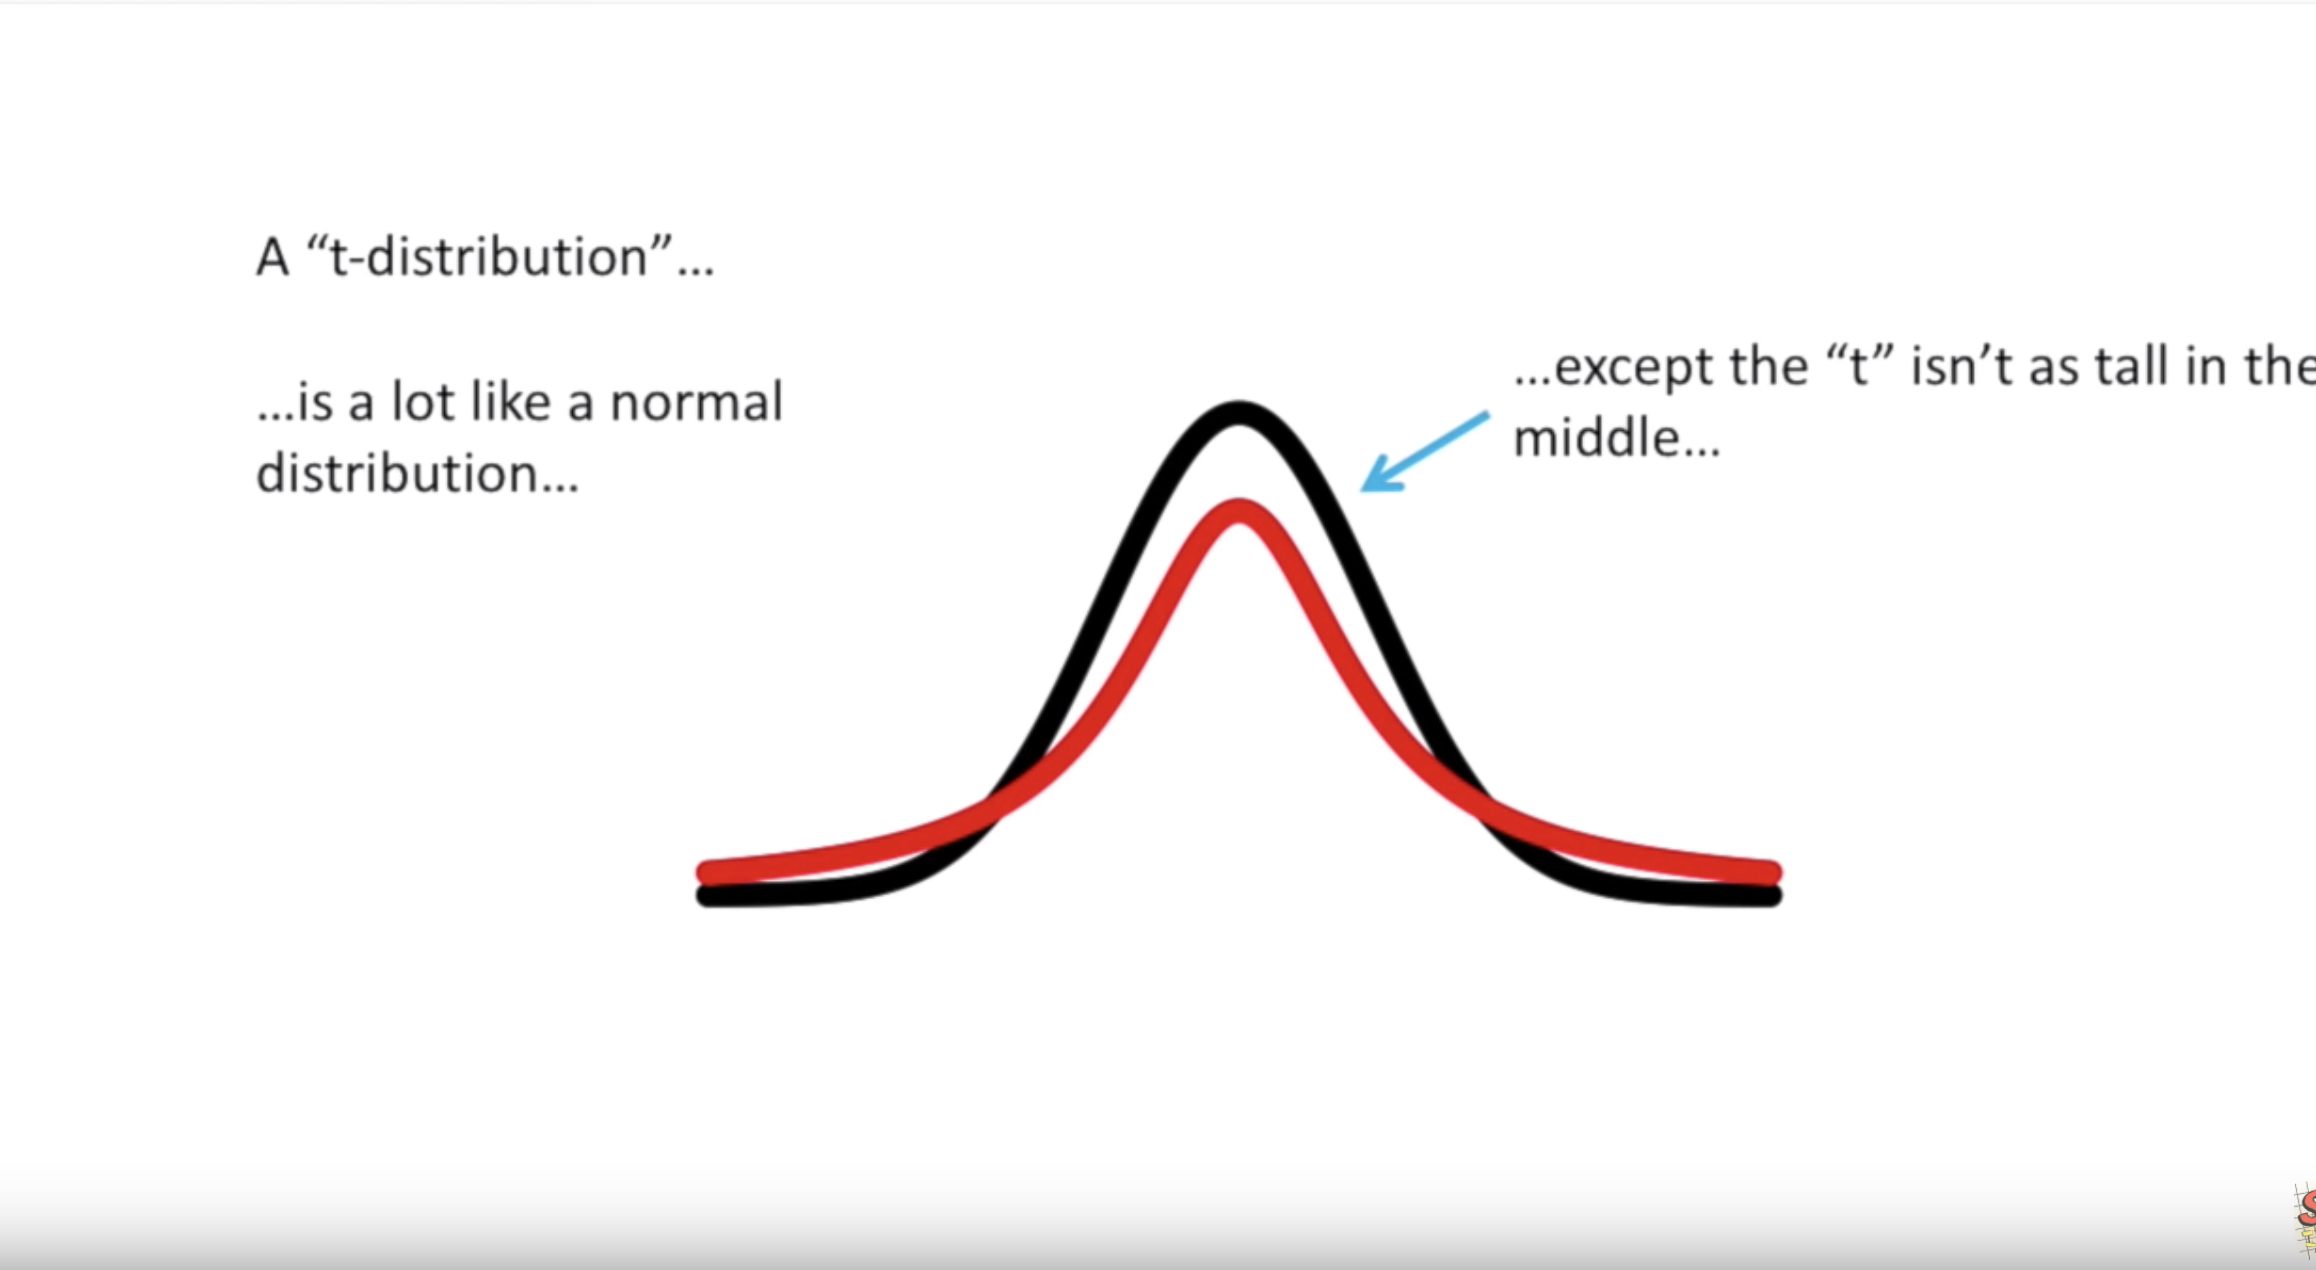 A “t-distribution”…
…is a lot like a normal
distribution…
…except the “t” isn’t as tall in the
middle…